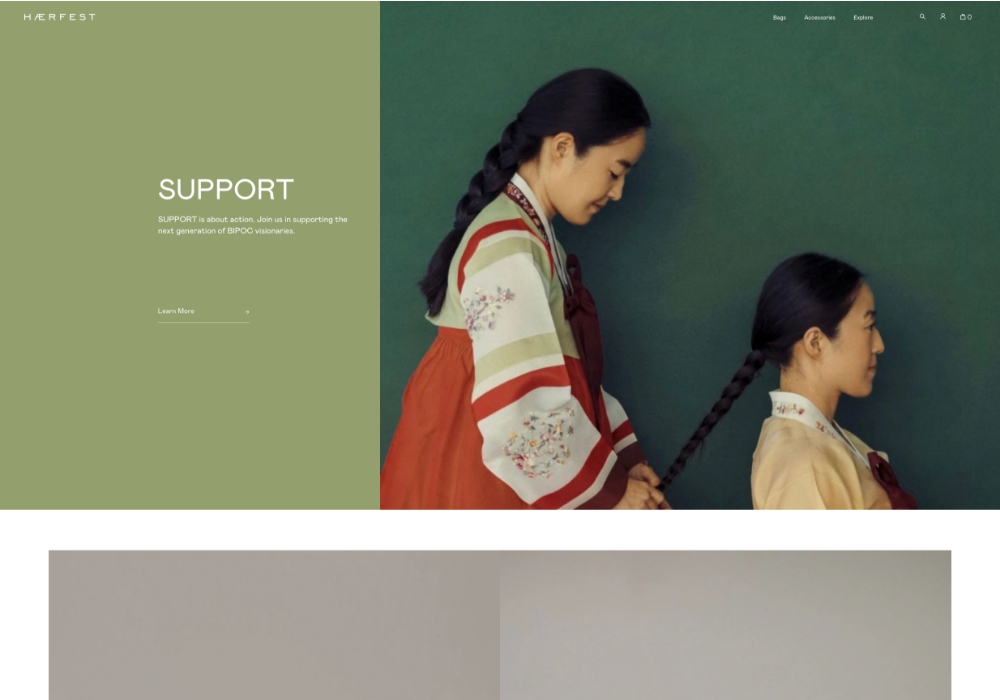 HÆRFEST
Bags Accessories Explore 0
SUPPORT
SUPPORT is about action. Join us in supporting the
next generation of BIPOC visionaries.
Learn More →